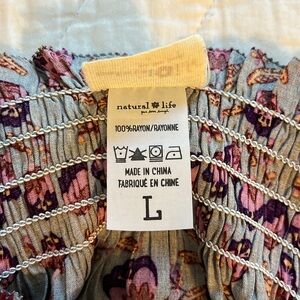 natural life
100%RAYON/RAYONNE
MADE IN CHINA
FABRIQUÉ EN CHINE
L